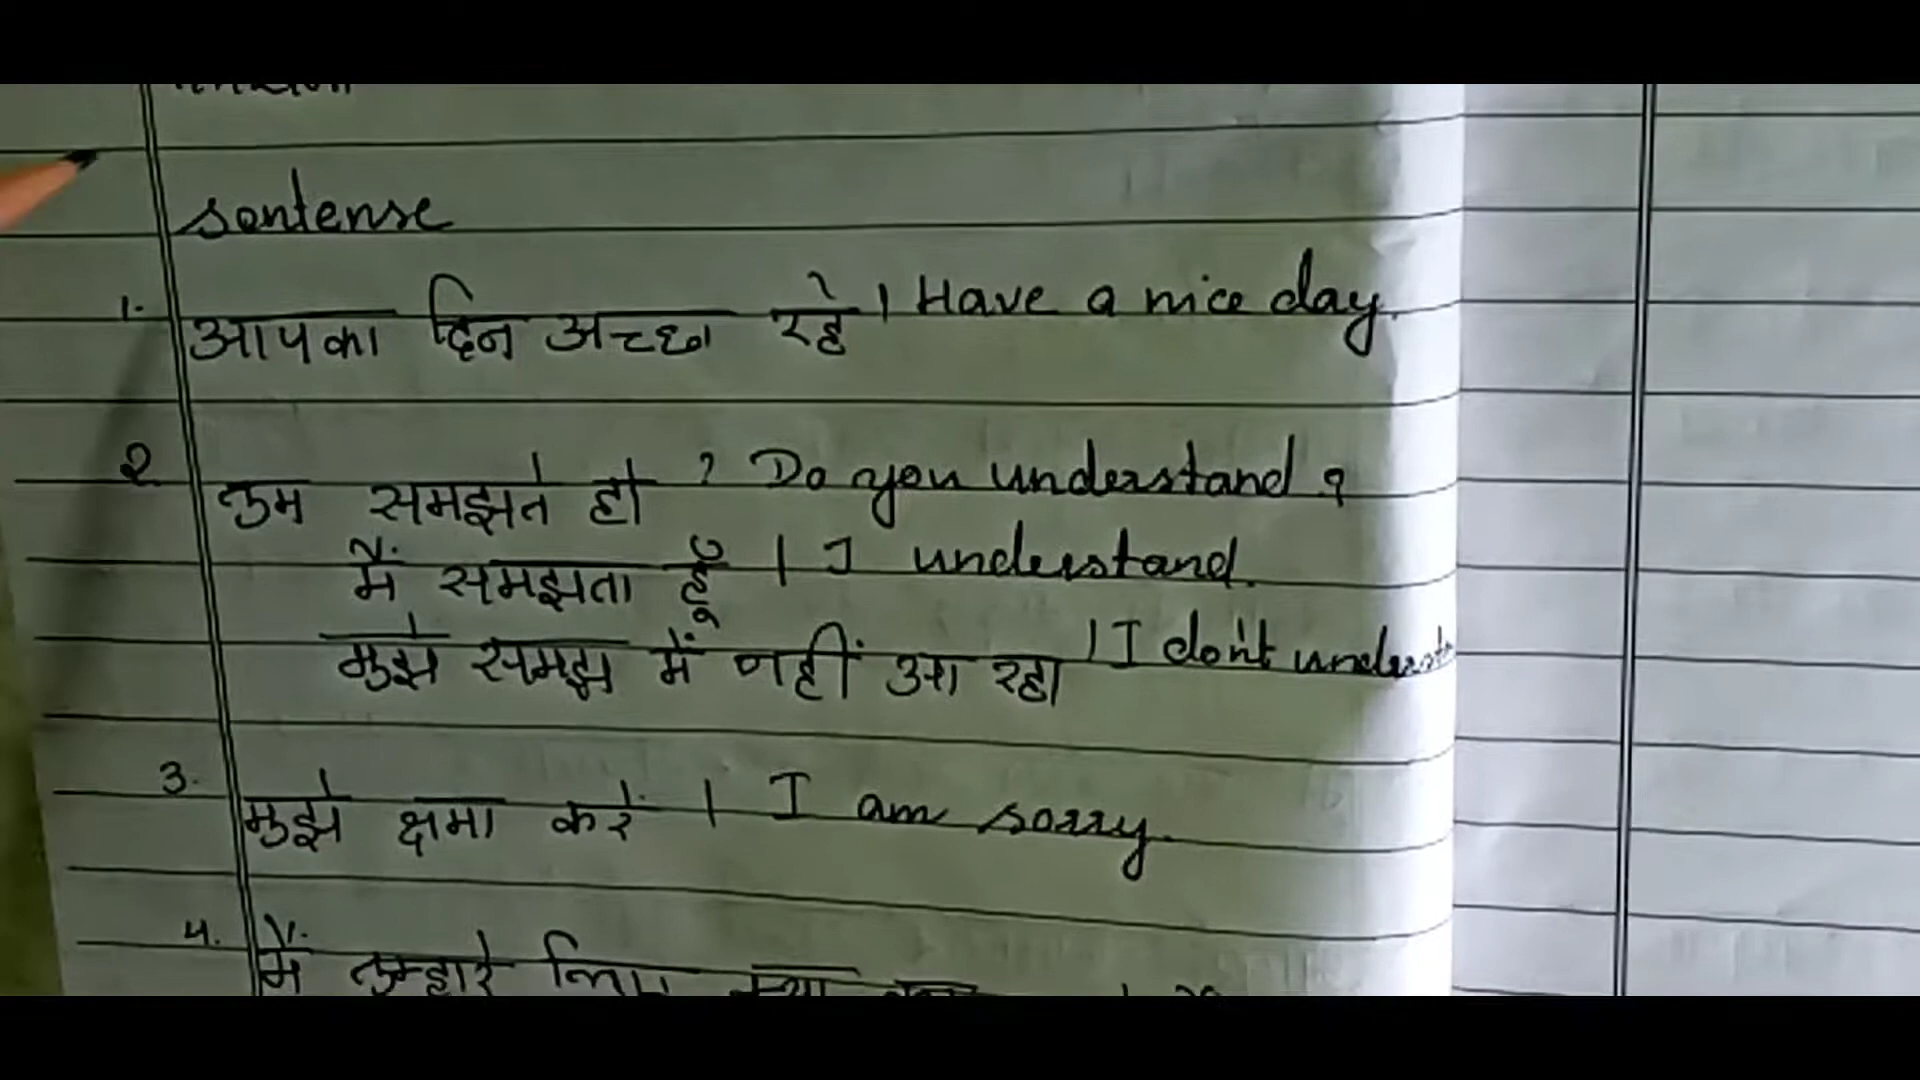 sentense
1. आपका दिन अच्छा रहे । Have a nice day.
2 तुम समझते हो ? Do you understand ?
मैं समझता हूँ । I understand.
मुझे समझ में नहीं आ रहा । I don't
3. मुझे क्षमा करें । I am sorry.
4. मैं तुम्हारे लिए क्या